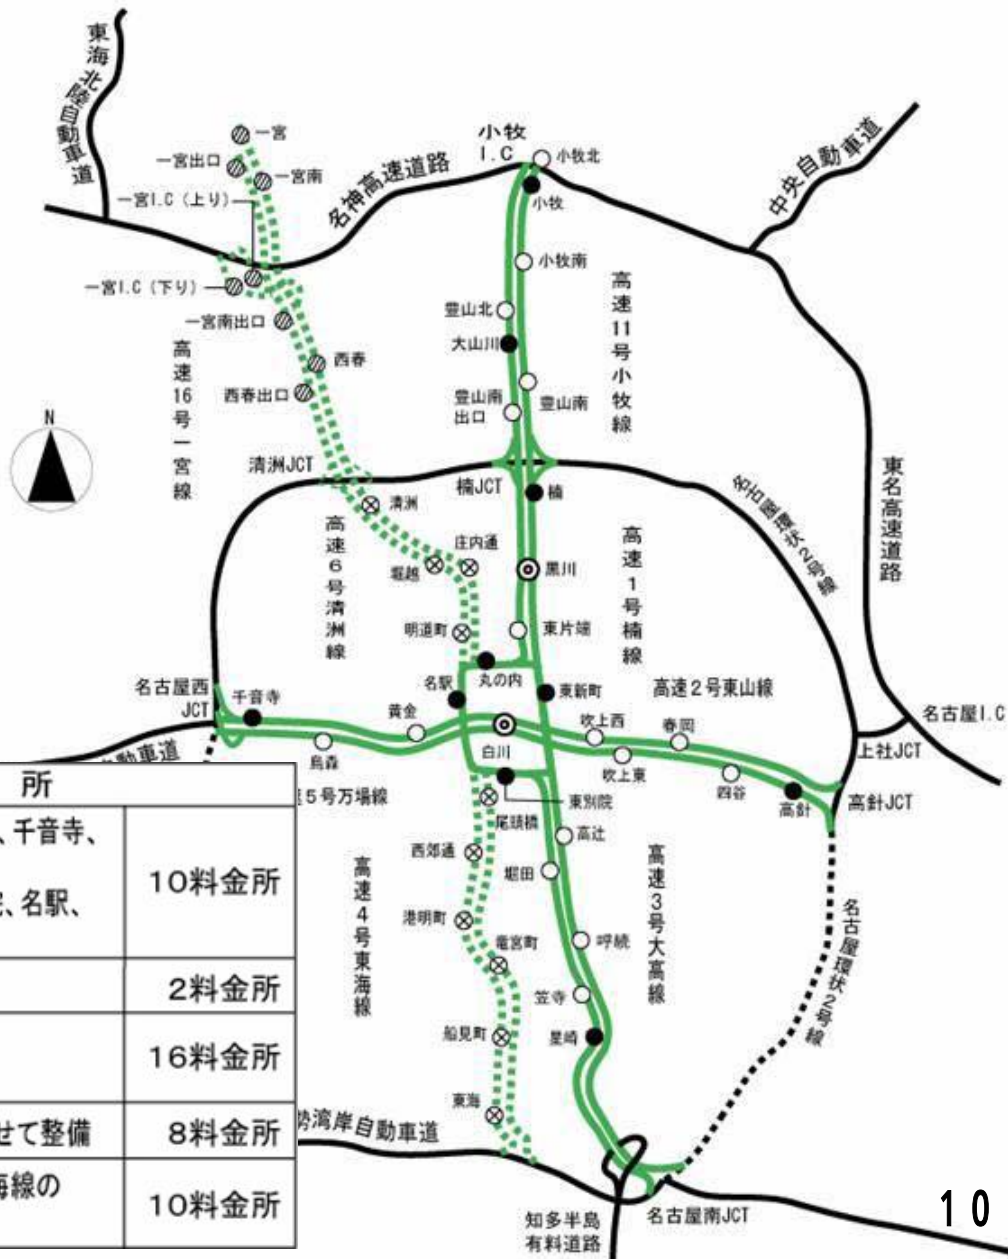 東海北陸自動車道
一宮
一宮出口
一宮南
一宮I.C (上り)
名神高速道路
小牧
I.C
小牧北
小牧
中央自動車道
小牧南
一宮I.C (下り)
一宮南出口
豊山北
大山川
高速11号小牧線
高速16号一宮線
西春
西春出口
豊山南
出口
豊山南
N
清洲JCT
楠JCT
楠
名古屋環状2号線
東名高速道路
清洲
高速6号清洲線
庄内通
堀越
黒川
高速1号楠線
明道町
東片端
丸の内
名古屋西
JCT
千音寺
名駅
東新町
高速2号東山線
黄金
吹上西
春岡
名古屋I.C
上社JCT
白川
烏森
吹上東
四谷
高針
高針JCT
動車道
5号万場線
東別院
尾頭橋
高辻
西郊通
堀田
高速4号東海線
高速3号大高線
港明町
呼続
竜宮町
名古屋環状2号線
笠寺
船見町
星崎
東海
勢湾岸自動車道
知多半島
有料道路
名古屋南JCT
所
、千音寺、
、名駅、
10料金所
2料金所
16料金所
せて整備
8料金所
海線の
10料金所
10